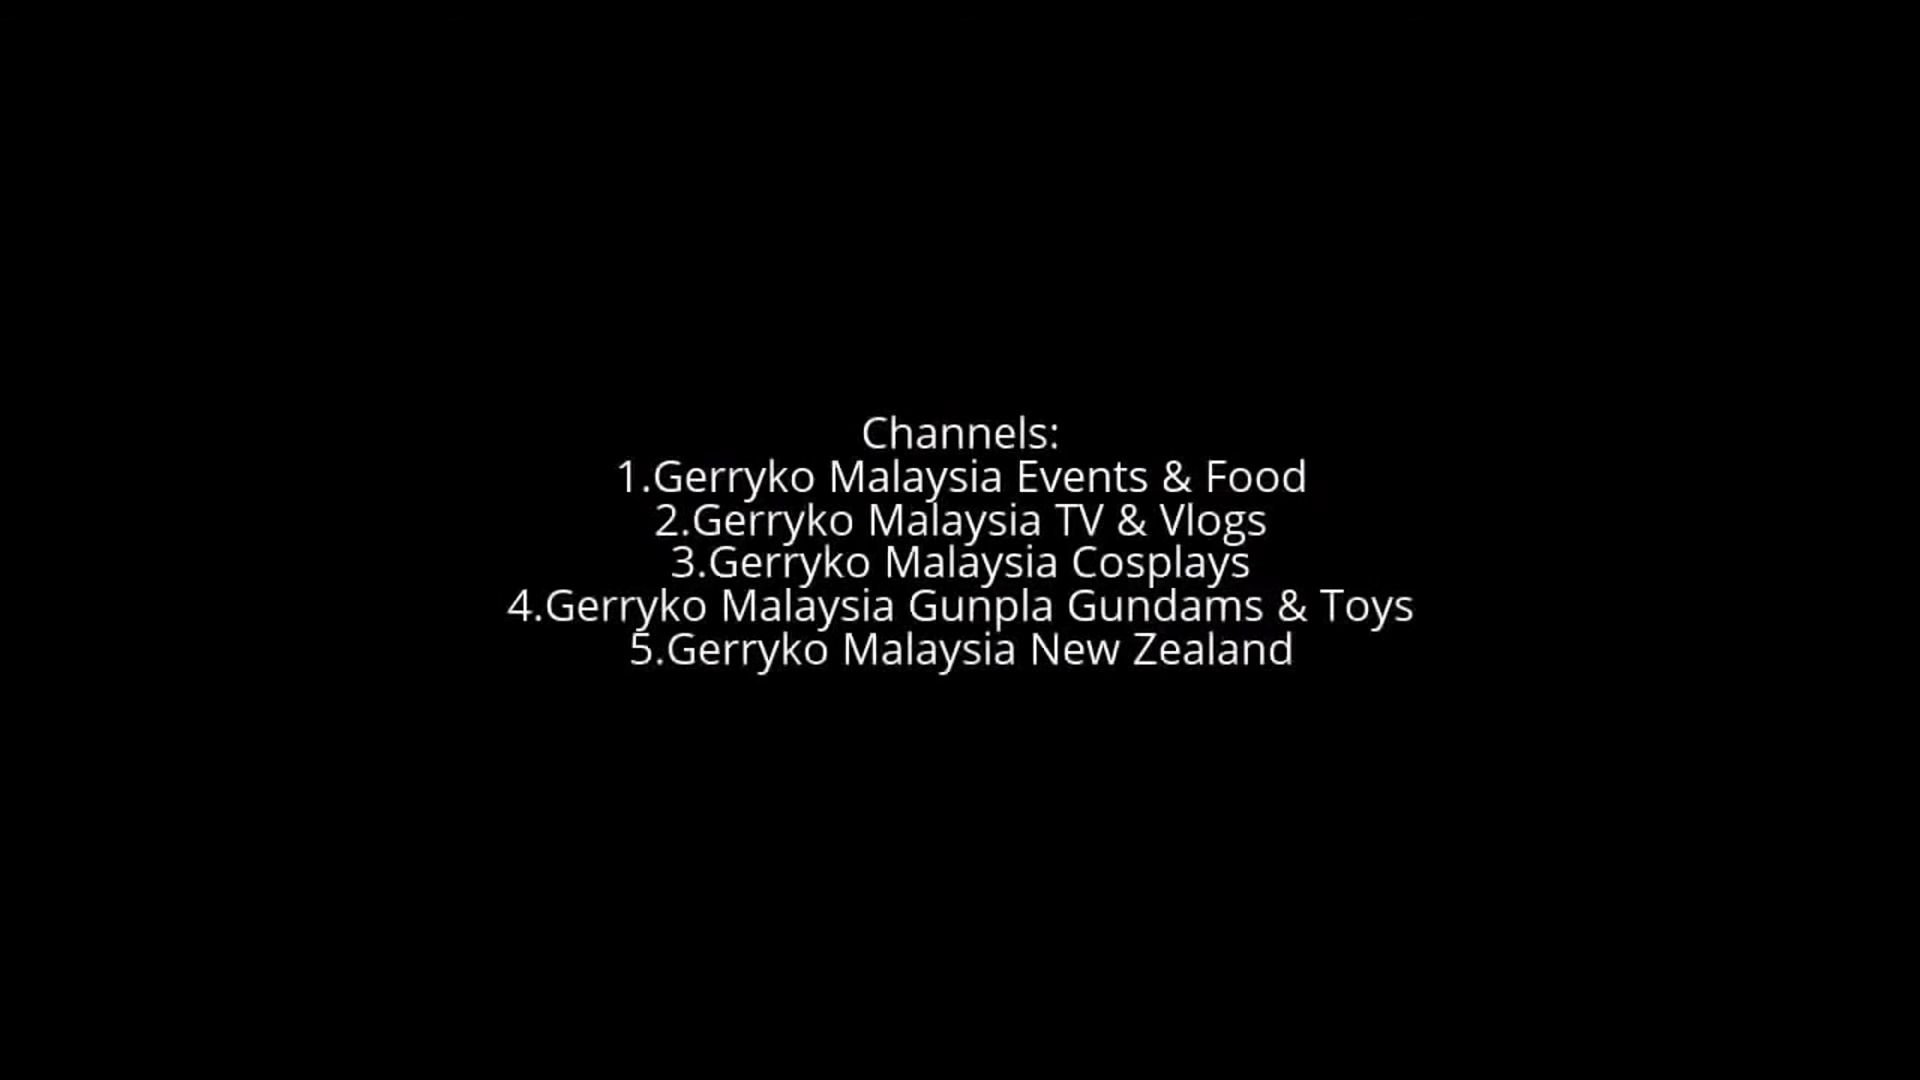 Channels:
1.Gerryko Malaysia Events & Food
2.Gerryko Malaysia TV & Vlogs
3.Gerryko Malaysia Cosplays
4.Gerryko Malaysia Gunpla Gundams & Toys
5.Gerryko Malaysia New Zealand